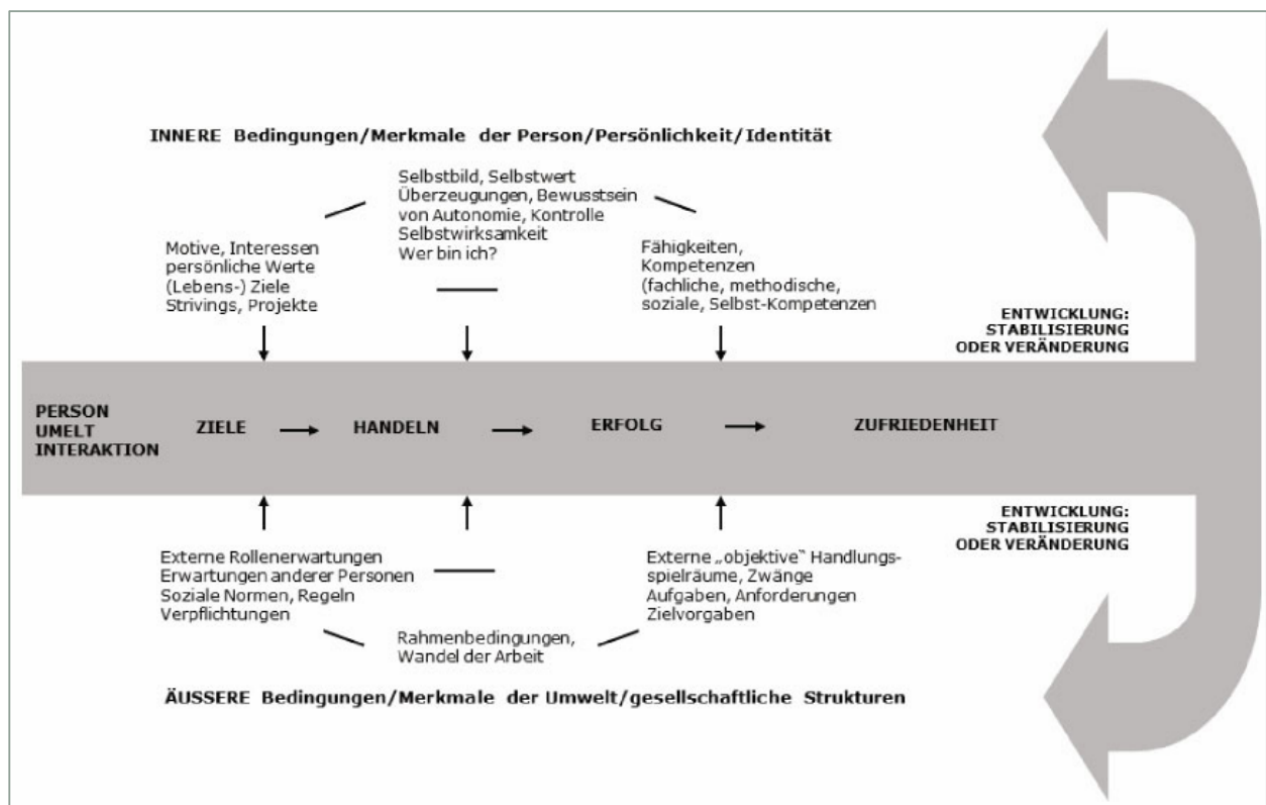 INNERE Bedingungen/Merkmale der Person/Persönlichkeit/Identität
Selbstbild, Selbstwert
Überzeugungen, Bewusstsein
von Autonomie, Kontrolle
Selbstwirksamkeit
Wer bin ich?
Motive, Interessen
persönliche Werte
(Lebens-) Ziele
Strivings, Projekte
Fähigkeiten,
Kompetenzen
(fachliche, methodische,
soziale, Selbst-Kompetenzen
ENTWICKLUNG:
STABILISIERUNG
ODER VERÄNDERUNG
PERSON
UMELT
INTERAKTION
ZIELE
HANDELN
ERFOLG
ZUFRIEDENHEIT
ENTWICKLUNG:
STABILISIERUNG
ODER VERÄNDERUNG
Externe Rollenerwartungen
Erwartungen anderer Personen
Soziale Normen, Regeln
Verpflichtungen
Externe „objektive“ Handlungs-
spielräume, Zwänge
Aufgaben, Anforderungen
Zielvorgaben
Rahmenbedingungen,
Wandel der Arbeit
ÄUSSERE Bedingungen/Merkmale der Umwelt/gesellschaftliche Strukturen